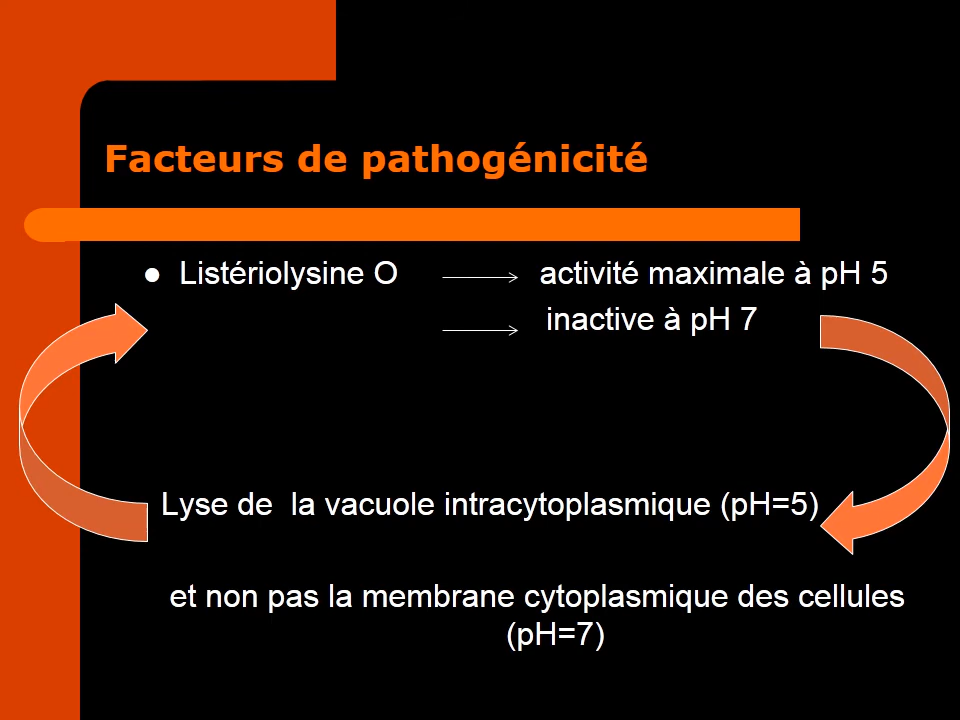 Facteurs de pathogénicité
● Listériolysine O activité maximale à pH 5
inactive à pH 7
Lyse de la vacuole intracytoplasmique (pH=5)
et non pas la membrane cytoplasmique des cellules
(pH=7)